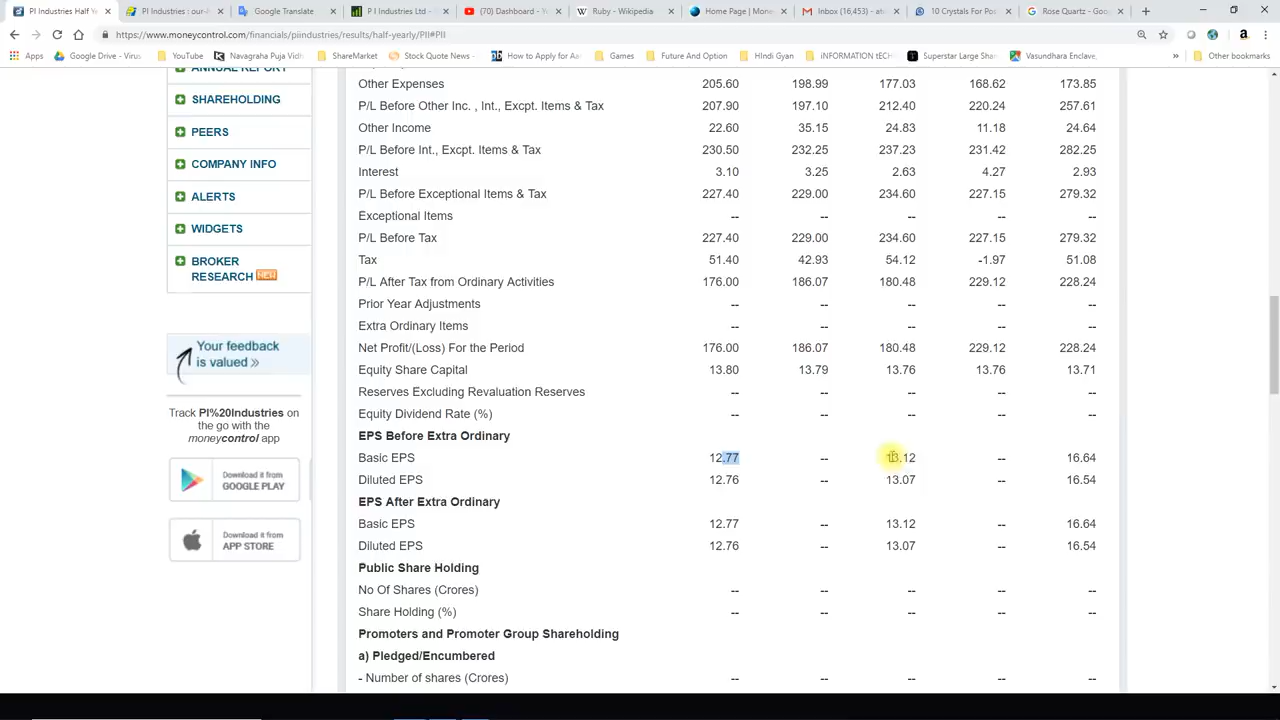 PI Industries Half Ye
PI Industries : our-h
Google Translate
P I Industries Ltd -
(70) Dashboard - Yo
Ruby - Wikipedia
Home Page | Mone
Inbox (16,453) - at
10 Crystals For Po
Rose Quartz - Goog
https://www.moneycontrol.com/financials/piindustries/results/half-yearly/PII#PII
Apps Google Drive - Virus YouTube Navagraha Puja Vidh ShareMarket Stock Quote News - How to Apply for Aa Games Future And Option HIndi Gyan iNFORMATION tECH Superstar Large Shar Vasundhara Enclave, » Other bookmarks
ANNUAL REPORT
SHAREHOLDING
PEERS
COMPANY INFO
ALERTS
WIDGETS
BROKER
RESEARCH NEW
Your feedback
is valued »
Track PI%20Industries on
the go with the
moneycontrol app
Download it from
GOOGLE PLAY
Download it from
APP STORE
Other Expenses 205.60 198.99 177.03 168.62 173.85
P/L Before Other Inc. , Int., Excpt. Items & Tax 207.90 197.10 212.40 220.24 257.61
Other Income 22.60 35.15 24.83 11.18 24.64
P/L Before Int., Excpt. Items & Tax 230.50 232.25 237.23 231.42 282.25
Interest 3.10 3.25 2.63 4.27 2.93
P/L Before Exceptional Items & Tax 227.40 229.00 234.60 227.15 279.32
Exceptional Items -- -- -- -- --
P/L Before Tax 227.40 229.00 234.60 227.15 279.32
Tax 51.40 42.93 54.12 -1.97 51.08
P/L After Tax from Ordinary Activities 176.00 186.07 180.48 229.12 228.24
Prior Year Adjustments -- -- -- -- --
Extra Ordinary Items -- -- -- -- --
Net Profit/(Loss) For the Period 176.00 186.07 180.48 229.12 228.24
Equity Share Capital 13.80 13.79 13.76 13.76 13.71
Reserves Excluding Revaluation Reserves -- -- -- -- --
Equity Dividend Rate (%) -- -- -- -- --
EPS Before Extra Ordinary
Basic EPS 12.77 -- 13.12 -- 16.64
Diluted EPS 12.76 -- 13.07 -- 16.54
EPS After Extra Ordinary
Basic EPS 12.77 -- 13.12 -- 16.64
Diluted EPS 12.76 -- 13.07 -- 16.54
Public Share Holding
No Of Shares (Crores) -- -- -- -- --
Share Holding (%) -- -- -- -- --
Promoters and Promoter Group Shareholding
a) Pledged/Encumbered
- Number of shares (Crores) -- -- -- -- --